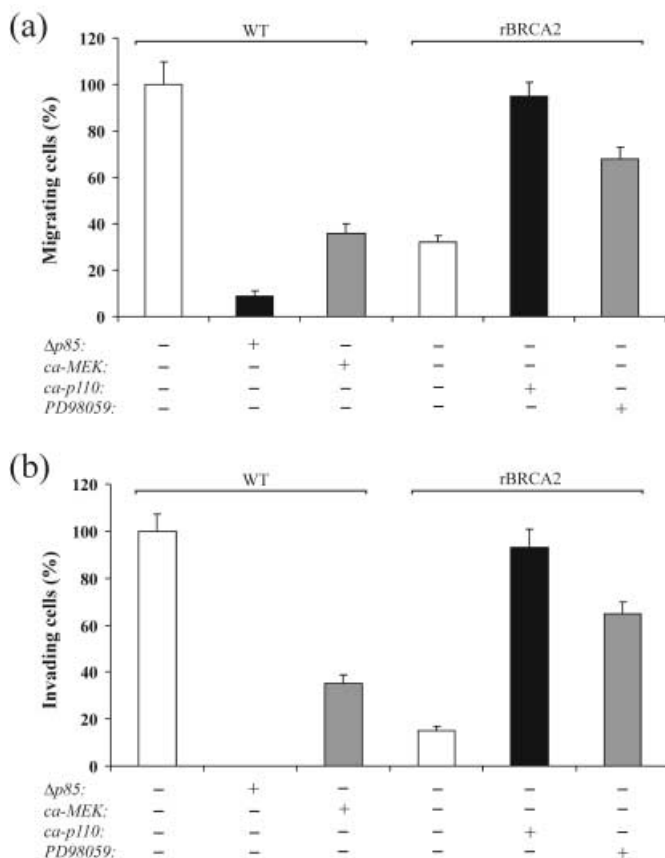 (a)
WT rBRCA2
120
100
80
60
40
20
0
Migrating cells (%)
Δp85: – + – – – –
ca-MEK: – – + – – –
ca-p110: – – – – + –
PD98059: – – – – – +
(b)
WT rBRCA2
120
100
80
60
40
20
0
Invading cells (%)
Δp85: – + – – – –
ca-MEK: – – + – – –
ca-p110: – – – – + –
PD98059: – – – – – +